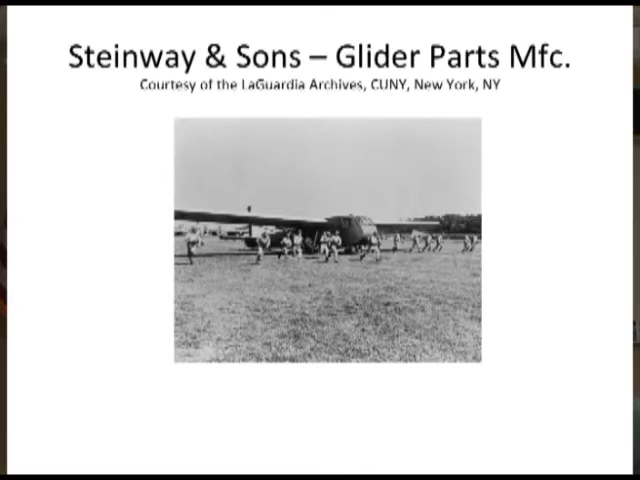 Steinway & Sons – Glider Parts Mfc.
Courtesy of the LaGuardia Archives, CUNY, New York, NY